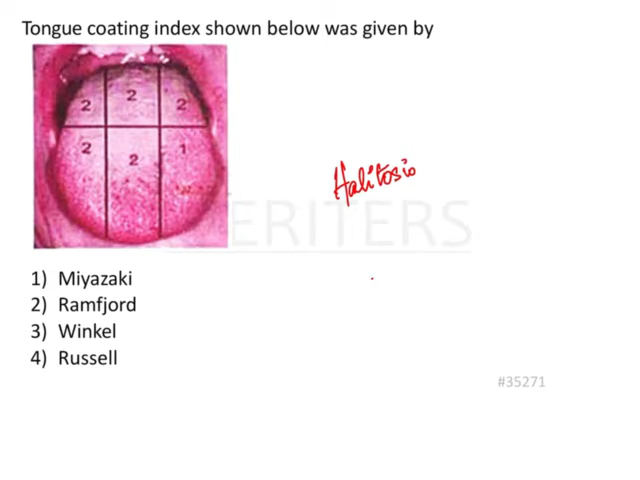 Tongue coating index shown below was given by
2 2 2
2 2 1
Halitosis
ERITERS
1) Miyazaki
2) Ramfjord
3) Winkel
4) Russell
#35271